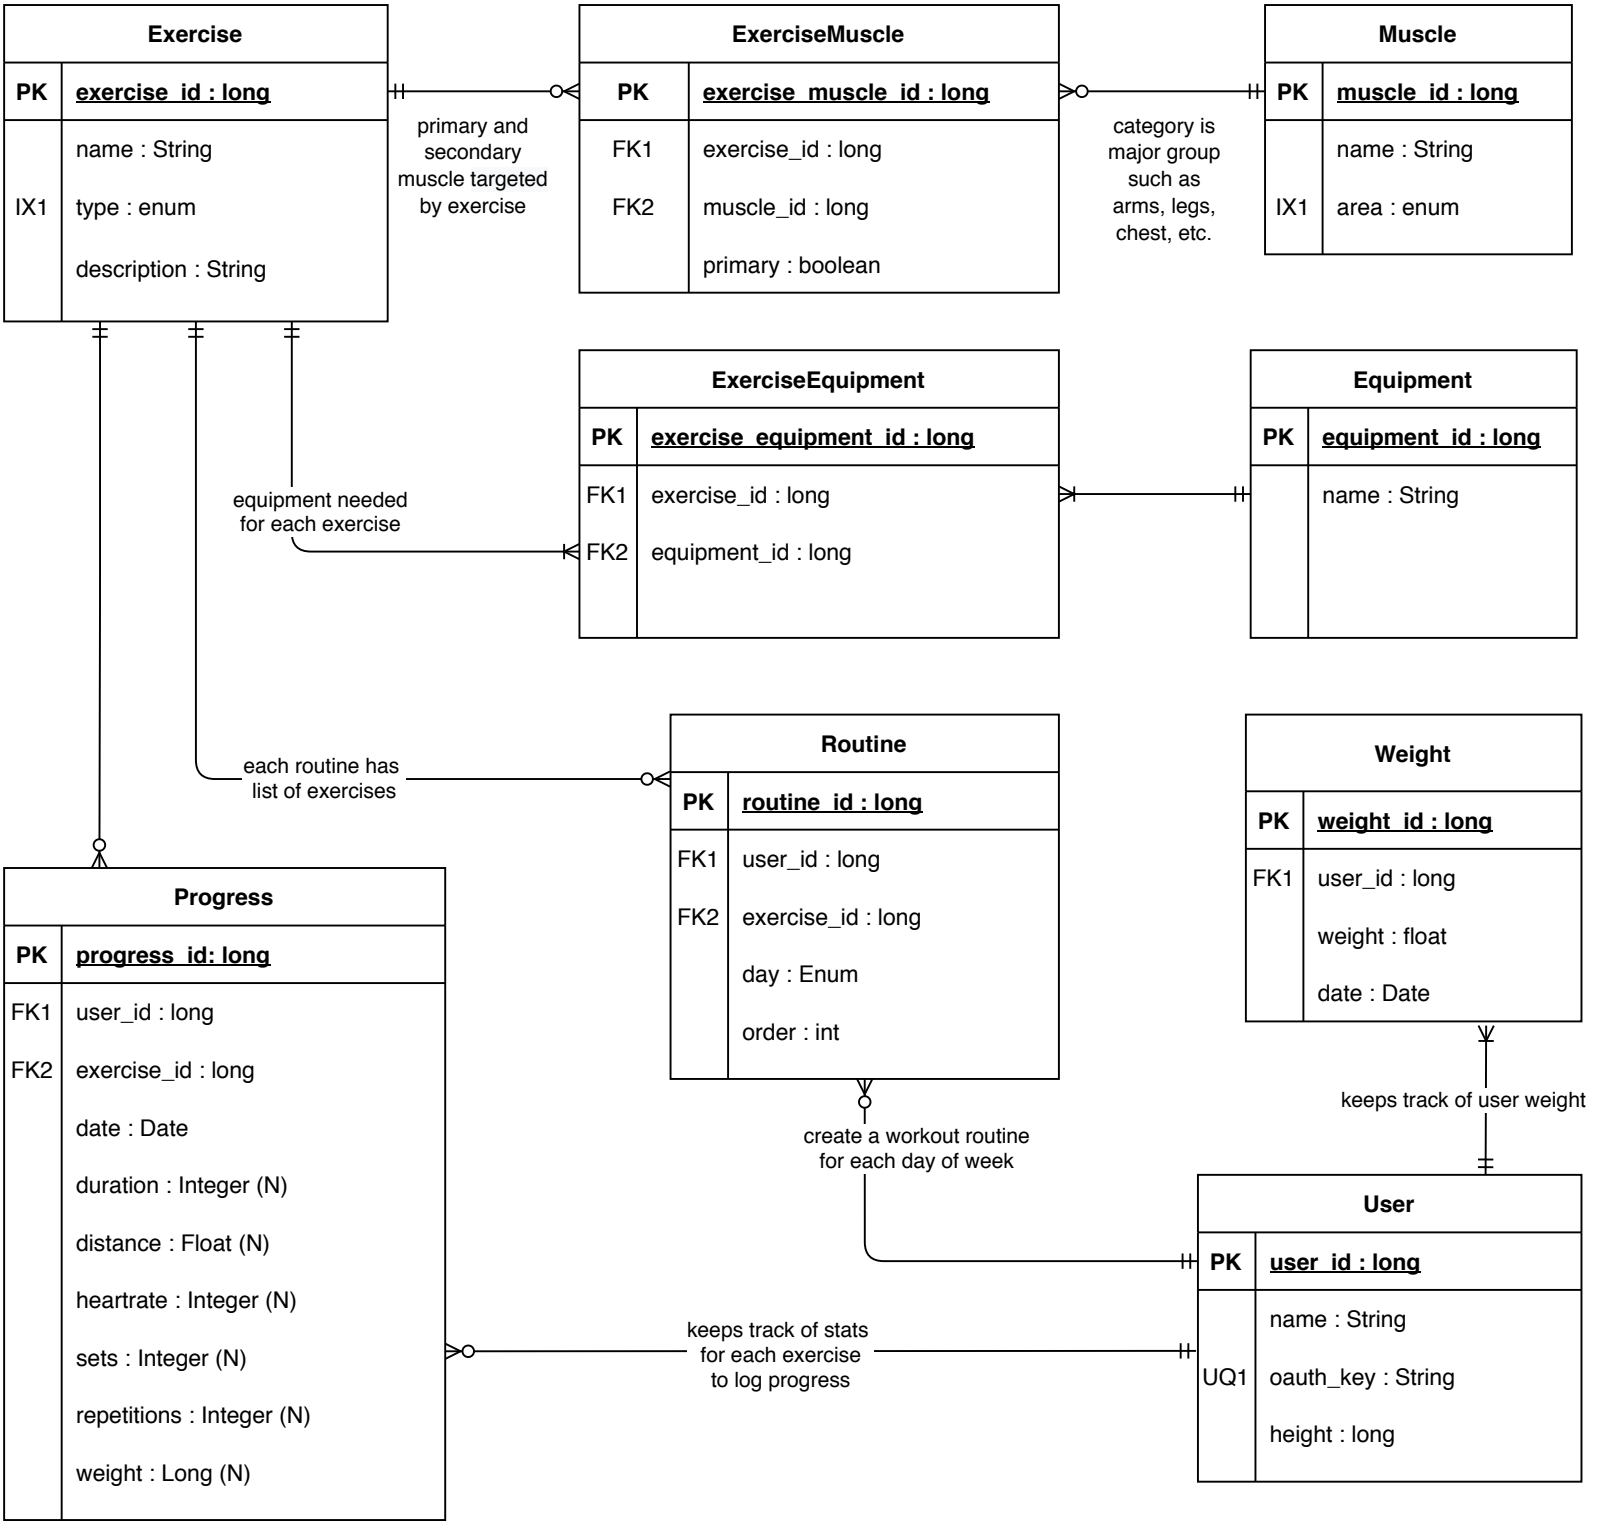 Exercise
PK exercise_id : long
name : String
IX1 type : enum
description : String
primary and
secondary
muscle targeted
by exercise
ExerciseMuscle
PK exercise_muscle_id : long
FK1 exercise_id : long
FK2 muscle_id : long
primary : boolean
category is
major group
such as
arms, legs,
chest, etc.
Muscle
PK muscle_id : long
name : String
IX1 area : enum
equipment needed
for each exercise
ExerciseEquipment
PK exercise_equipment_id : long
FK1 exercise_id : long
FK2 equipment_id : long
Equipment
PK equipment_id : long
name : String
each routine has
list of exercises
Routine
PK routine_id : long
FK1 user_id : long
FK2 exercise_id : long
day : Enum
order : int
Weight
PK weight_id : long
FK1 user_id : long
weight : float
date : Date
Progress
PK progress_id: long
FK1 user_id : long
FK2 exercise_id : long
date : Date
duration : Integer (N)
distance : Float (N)
heartrate : Integer (N)
sets : Integer (N)
repetitions : Integer (N)
weight : Long (N)
create a workout routine
for each day of week
keeps track of user weight
keeps track of stats
for each exercise
to log progress
User
PK user_id : long
name : String
UQ1 oauth_key : String
height : long